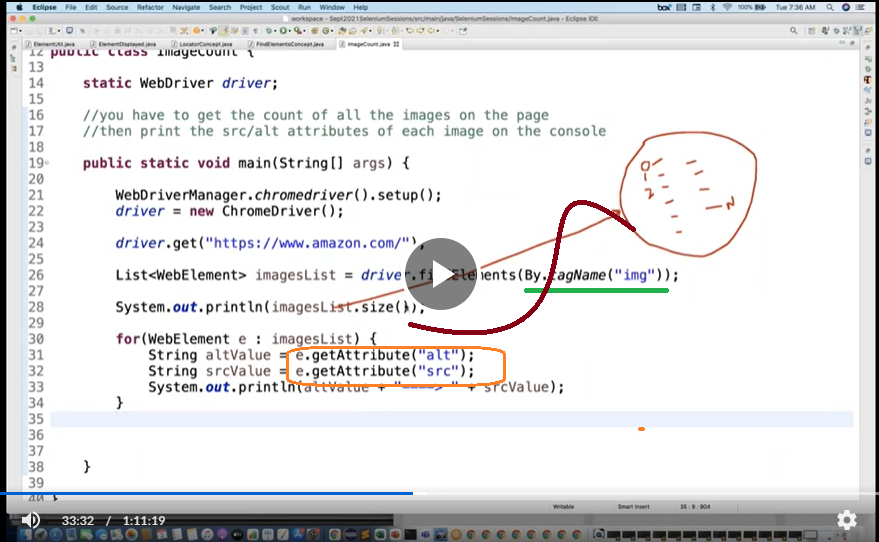 Eclipse File Edit Source Refactor Navigate Search Project Scout Run Window Help box 100% Tue 7:36 AM
workspace - Sept2021SeleniumSessions/src/main/java/SeleniumSessions/ImageCount.java - Eclipse IDE
ElementUtil.java ElementDisplayed.java LocatorConcept.java FindElementsConcept.java ImageCount.java
12 public class ImageCount {
13
14 static WebDriver driver;
15
16 //you have to get the count of all the images on the page
17 //then print the src/alt attributes of each image on the console
18
19 public static void main(String[] args) {
20
21 WebDriverManager.chromedriver().setup();
22 driver = new ChromeDriver();
23
24 driver.get("https://www.amazon.com/");
25
26 List<WebElement> imagesList = driver.findElements(By.tagName("img"));
27
28 System.out.println(imagesList.size());
29
30 for(WebElement e : imagesList) {
31 String altValue = e.getAttribute("alt");
32 String srcValue = e.getAttribute("src");
33 System.out.println(altValue + "----> " + srcValue);
34 }
35
36
37
38 }
39
40 }
0
1
2
N
Writable Smart Insert 35 : 9 : 904
33:32 / 1:11:19